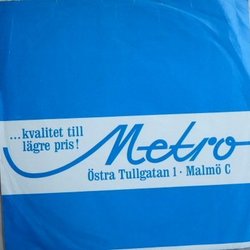 ...kvalitet till
lägre pris!
Metro
Östra Tullgatan 1 · Malmö C